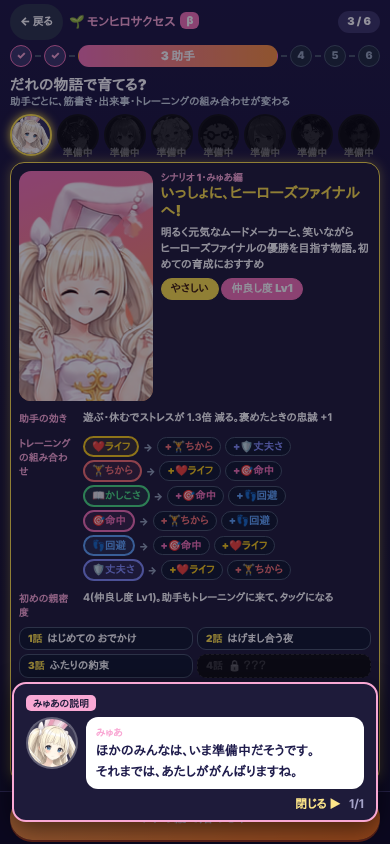 ← 戻る
🌱 モンヒロサクセス β
3 / 6
✓ ✓ 3 助手 4 5 6
だれの物語で育てる?
助手ごとに、筋書き・出来事・トレーニングの組み合わせが変わる
準備中 準備中 準備中 準備中 準備中 準備中 準備中
シナリオ 1・みゅあ編
いっしょに、ヒーローズファイナル
へ!
明るく元気なムードメーカーと、笑いながら
ヒーローズファイナルの優勝を目指す物語。初
めての育成におすすめ
やさしい 仲良し度 Lv1
助手の効き 遊ぶ・休むでストレスが 1.3倍 減る。褒めたときの忠誠 +1
トレーニング
の組み合わ
せ
❤️ライフ → +🏋️ちから +🛡️丈夫さ
🏋️ちから → +❤️ライフ +🎯命中
📖かしこさ → +🎯命中 +👣回避
🎯命中 → +🏋️ちから +👣回避
👣回避 → +🎯命中 +❤️ライフ
🛡️丈夫さ → +❤️ライフ +🏋️ちから
初めの親密
度
4(仲良し度 Lv1)。助手もトレーニングに来て、タッグになる
1話 はじめての おでかけ
2話 はげまし合う夜
3話 ふたりの約束
4話 🔒 ???
みゅあの説明
みゅあ
ほかのみんなは、いま準備中だそうです。
それまでは、あたしががんばりますね。
閉じる ▶ 1/1